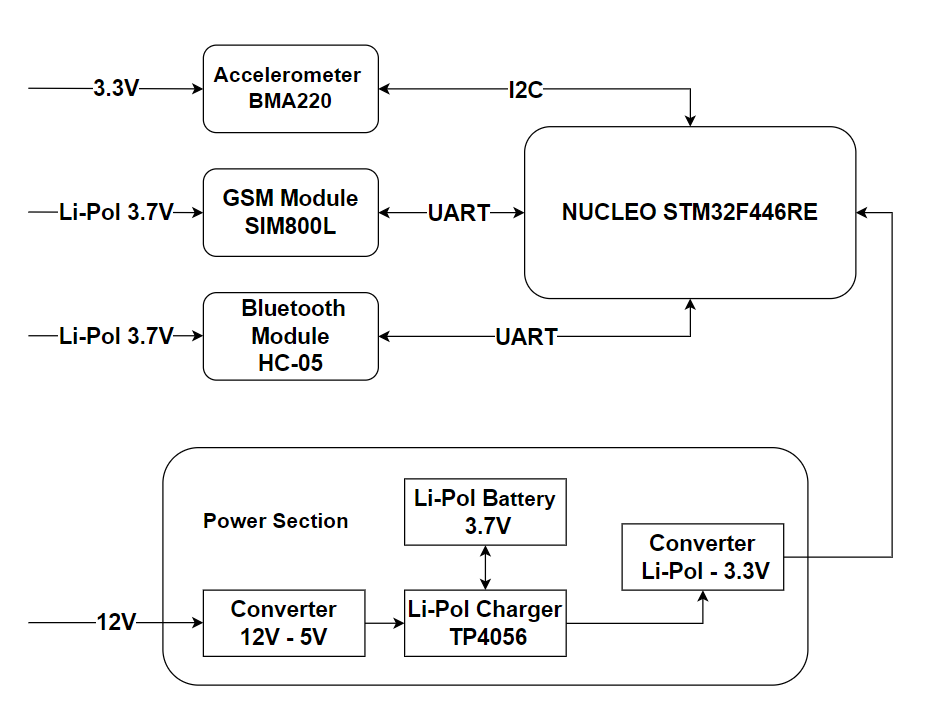 3.3V
Accelerometer
BMA220
I2C
Li-Pol 3.7V
GSM Module
SIM800L
UART
NUCLEO STM32F446RE
Li-Pol 3.7V
Bluetooth
Module
HC-05
UART
Power Section
Li-Pol Battery
3.7V
Converter
Li-Pol - 3.3V
12V
Converter
12V - 5V
Li-Pol Charger
TP4056